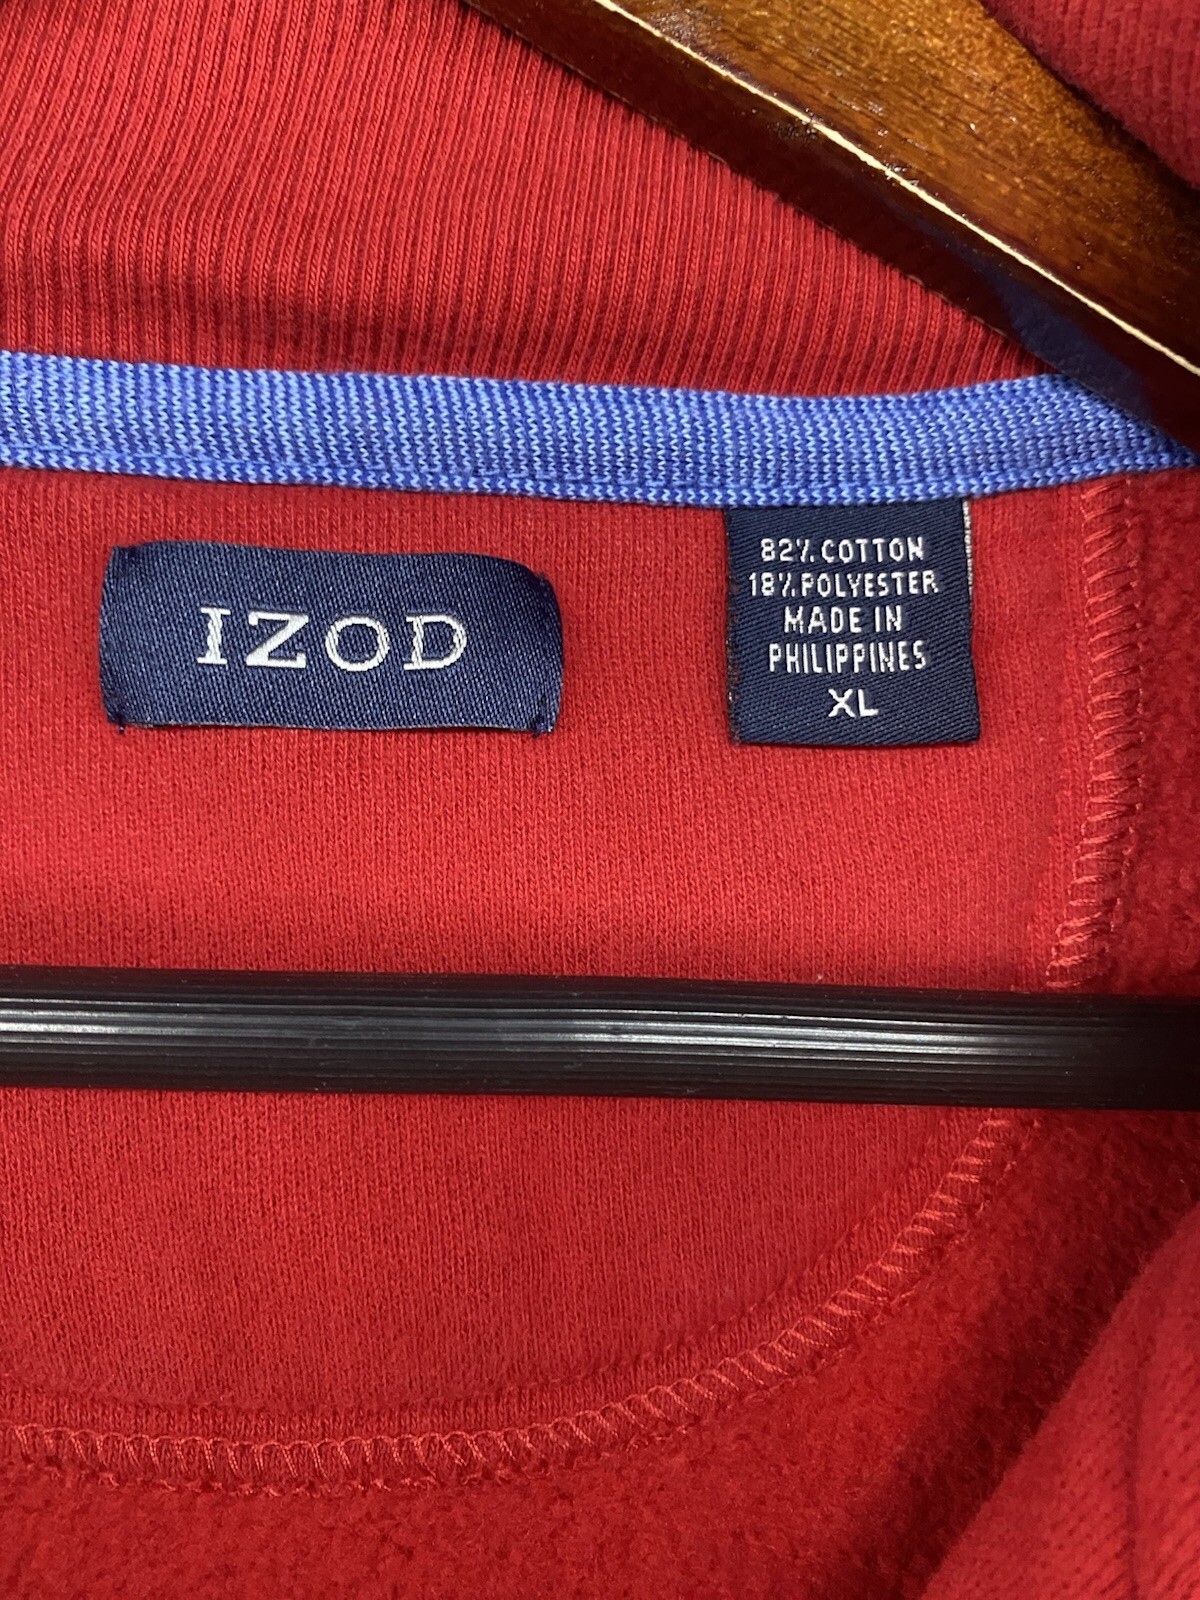 IZOD
82% COTTON
18% POLYESTER
MADE IN
PHILIPPINES
XL